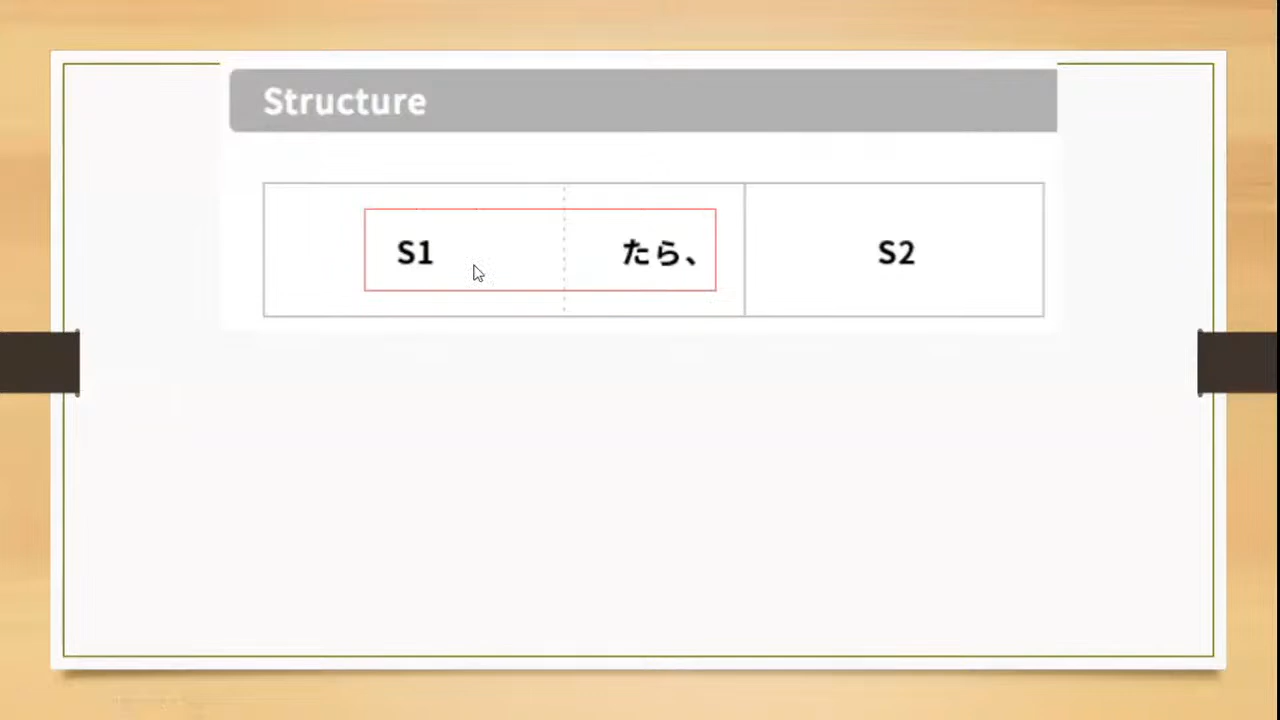 Structure
S1 たら、 S2